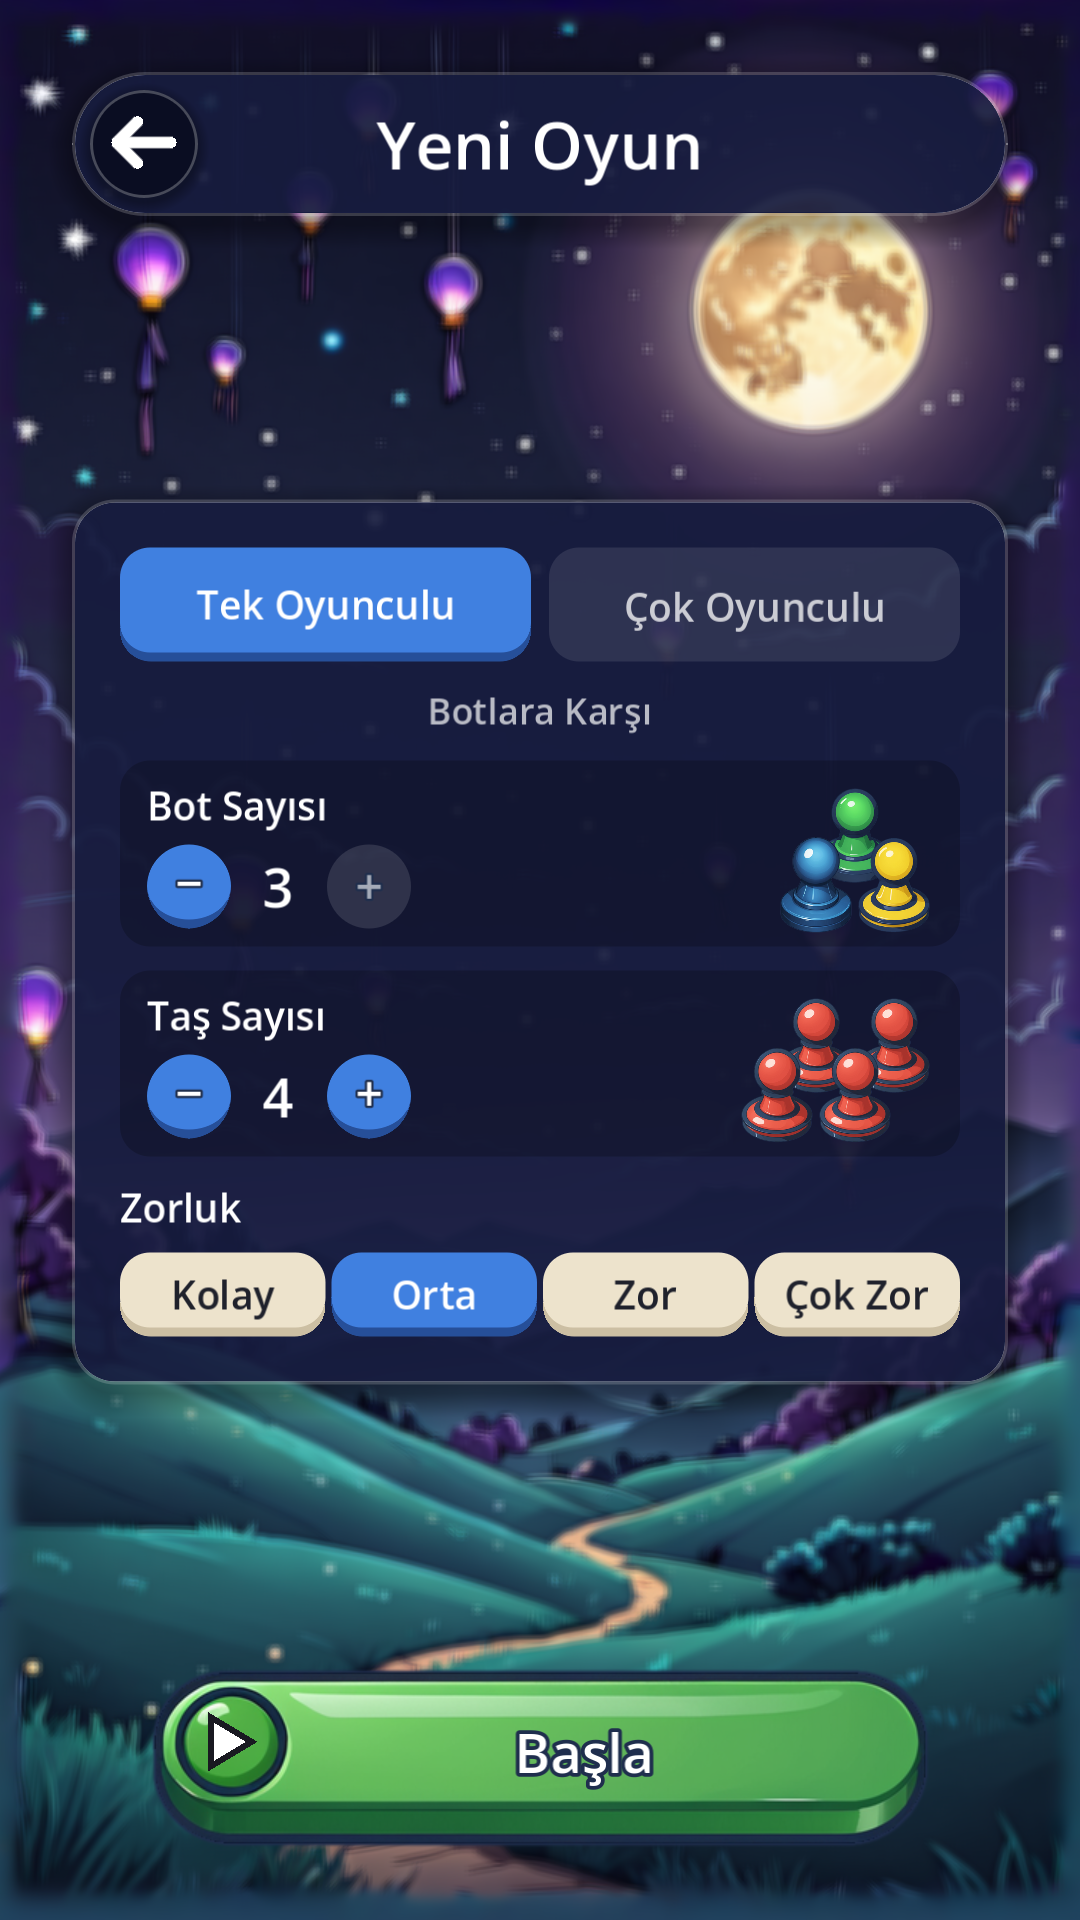 Yeni Oyun
Tek Oyunculu
Çok Oyunculu
Botlara Karşı
Bot Sayısı
− 3 +
Taş Sayısı
− 4 +
Zorluk
Kolay
Orta
Zor
Çok Zor
Başla